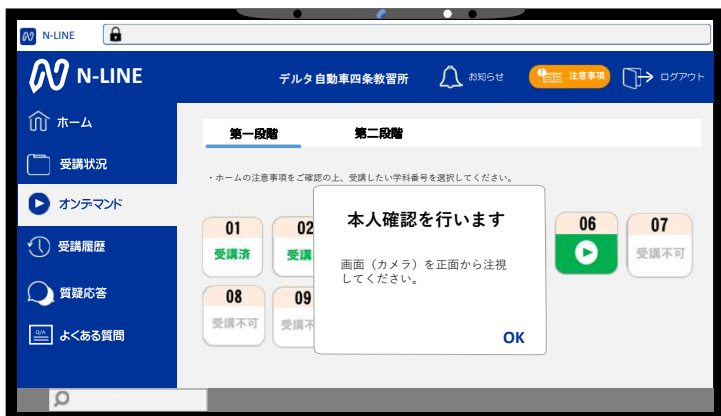 N-LINE
N-LINE
デルタ自動車四条教習所
お知らせ
注意事項
ログアウト
ホーム
受講状況
オンデマンド
受講履歴
質疑応答
Q/A
よくある質問
第一段階
第二段階
・ホームの注意事項をご確認の上、受講したい学科番号を選択してください。
01
受講済
02
受講
06
07
受講不可
08
受講不可
09
受講不
本人確認を行います
画面（カメラ）を正面から注視
してください。
OK